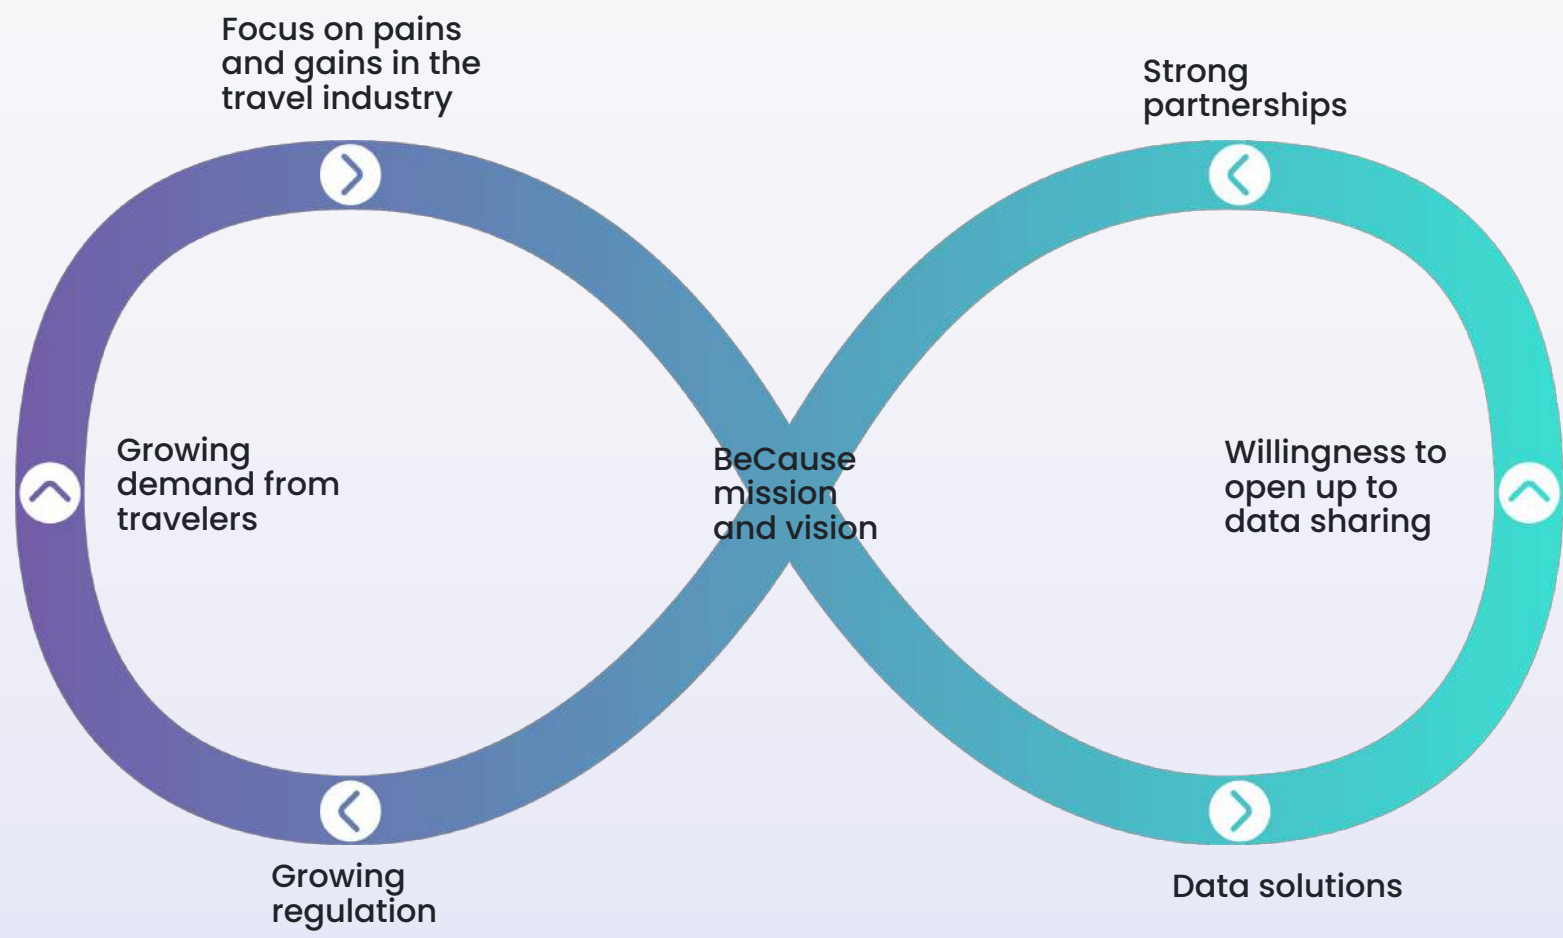 Focus on pains
and gains in the
travel industry
Strong
partnerships
Growing
demand from
travelers
BeCause
mission
and vision
Willingness to
open up to
data sharing
Growing
regulation
Data solutions